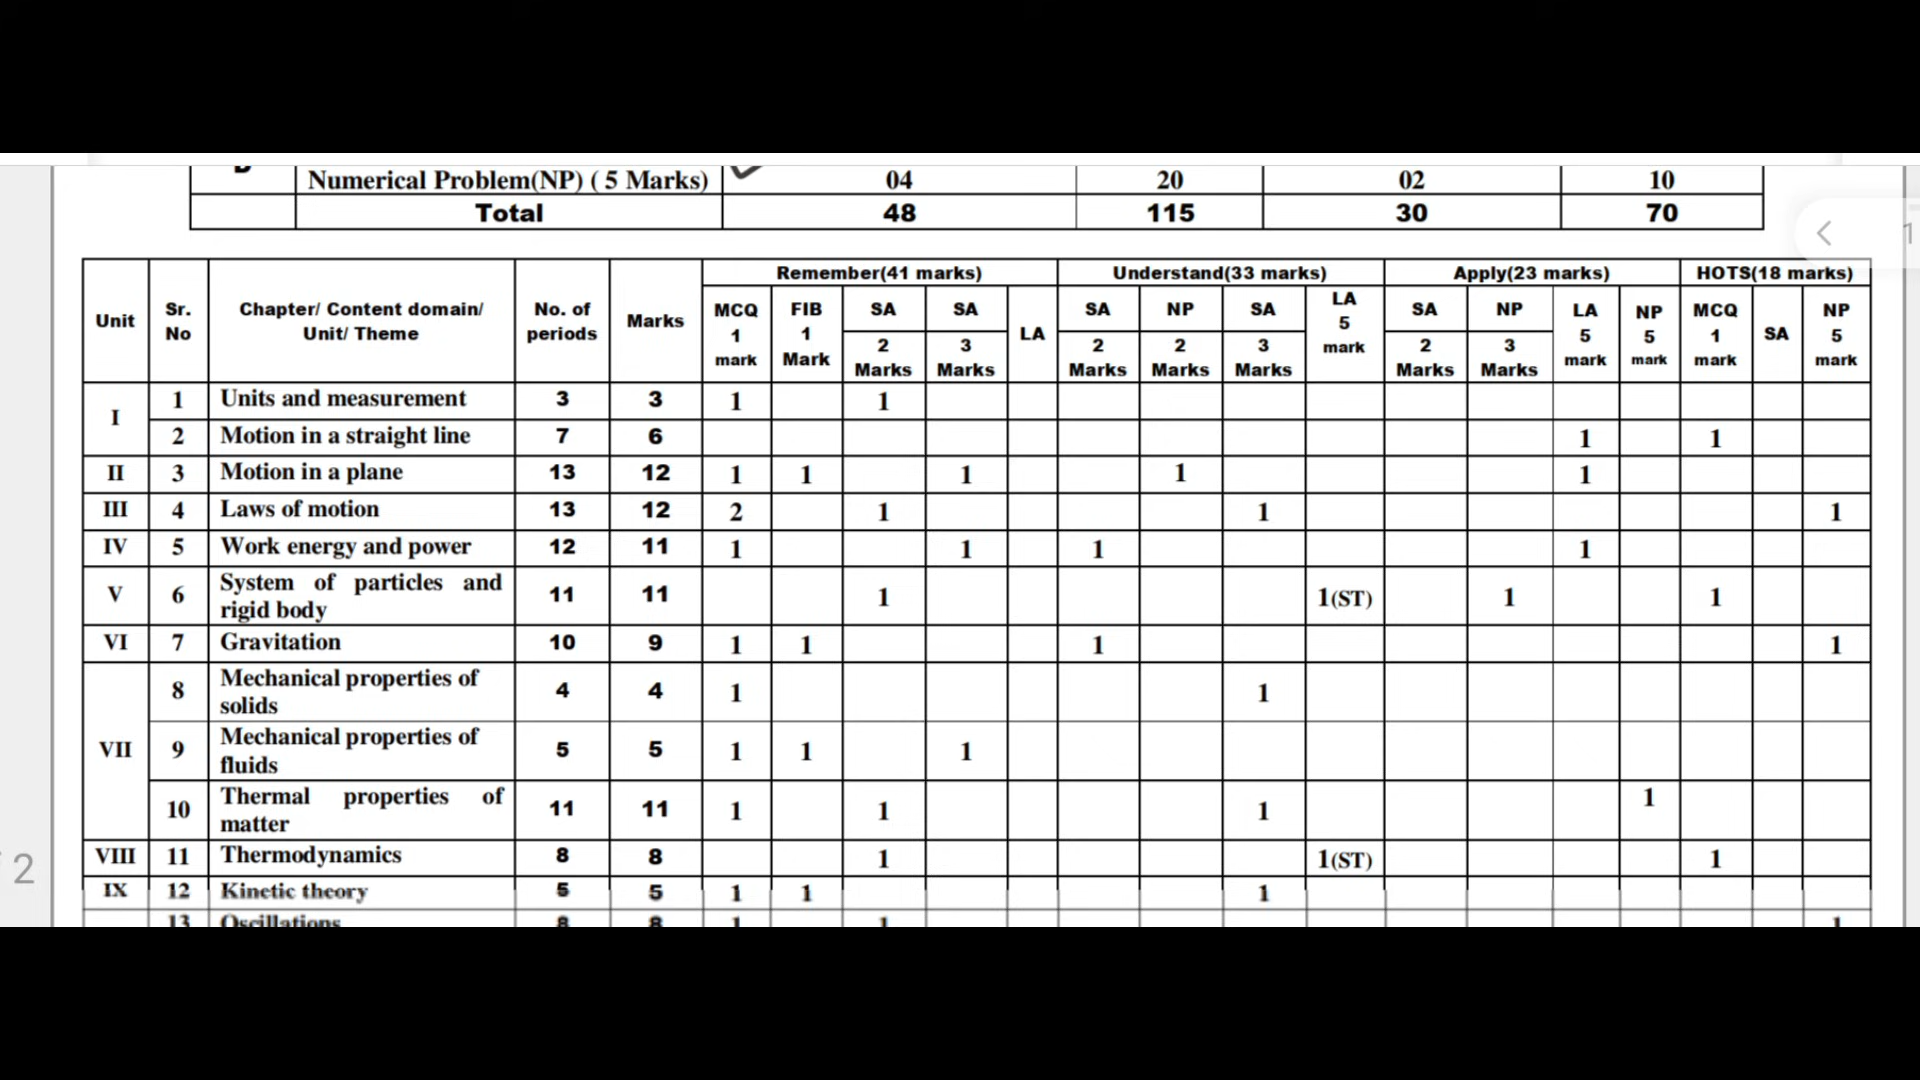 Numerical Problem(NP) ( 5 Marks) 04 20 02 10
Total 48 115 30 70
1
Unit Sr. No Chapter/ Content domain/ Unit/ Theme No. of periods Marks Remember(41 marks) Understand(33 marks) Apply(23 marks) HOTS(18 marks)
MCQ 1 mark FIB 1 Mark SA 2 Marks SA 3 Marks LA SA 2 Marks NP 2 Marks SA 3 Marks LA 5 mark SA 2 Marks NP 3 Marks LA 5 mark NP 5 mark MCQ 1 mark SA NP 5 mark
I 1 Units and measurement 3 3 1 1
2 Motion in a straight line 7 6 1 1
II 3 Motion in a plane 13 12 1 1 1 1 1
III 4 Laws of motion 13 12 2 1 1 1
IV 5 Work energy and power 12 11 1 1 1 1
V 6 System of particles and rigid body 11 11 1 1(ST) 1 1
VI 7 Gravitation 10 9 1 1 1 1
VII 8 Mechanical properties of solids 4 4 1 1
9 Mechanical properties of fluids 5 5 1 1 1
10 Thermal properties of matter 11 11 1 1 1 1
VIII 11 Thermodynamics 8 8 1 1(ST) 1
2
IX 12 Kinetic theory 5 5 1 1 1
13 Oscillations 8 8 1 1 1